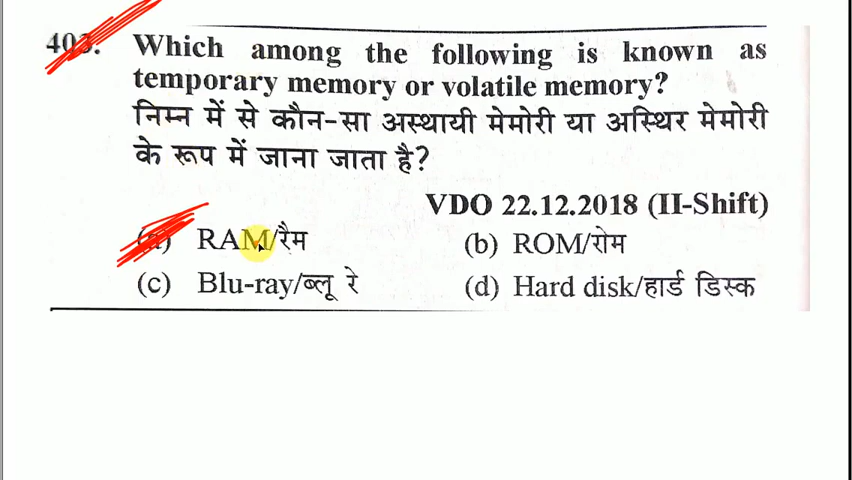 403. Which among the following is known as
temporary memory or volatile memory?
निम्न में से कौन-सा अस्थायी मेमोरी या अस्थिर मेमोरी
के रूप में जाना जाता है?
VDO 22.12.2018 (II-Shift)
(a) RAM/रैम (b) ROM/रोम
(c) Blu-ray/ब्लू रे (d) Hard disk/हार्ड डिस्क